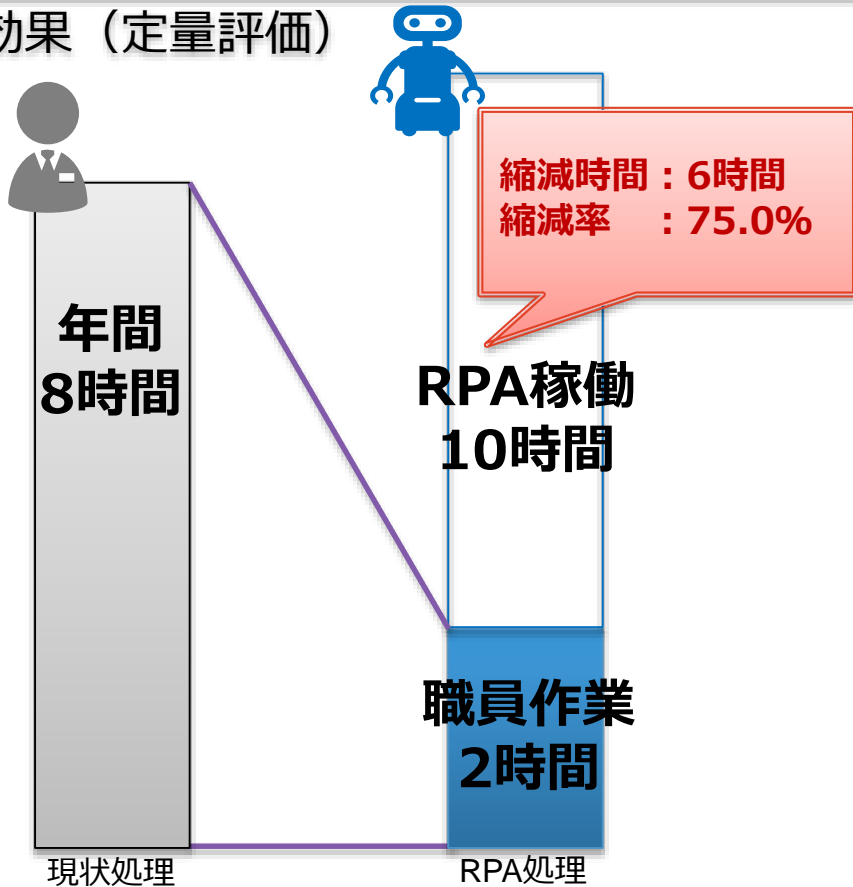 効果（定量評価）
縮減時間：6時間
縮減率　：75.0%
年間
8時間
RPA稼働
10時間
職員作業
2時間
現状処理
RPA処理